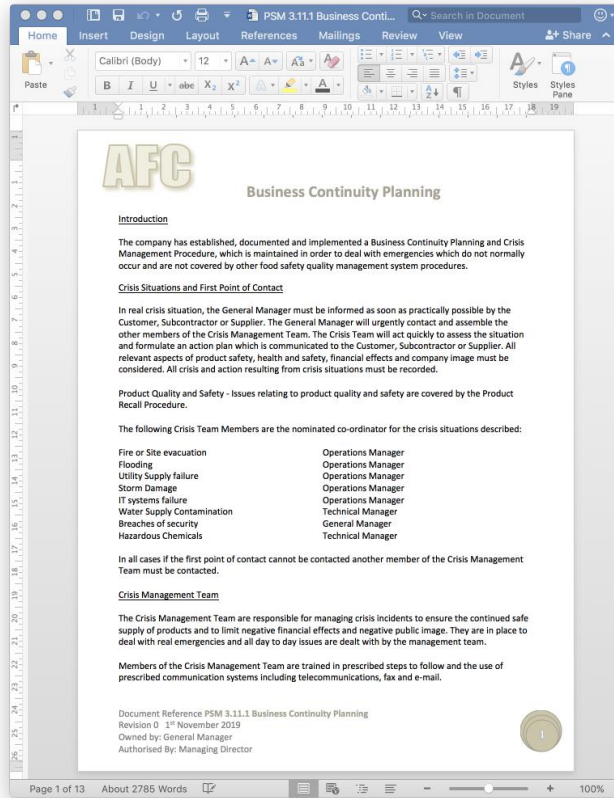 PSM 3.11.1 Business Conti...
Search in Document
Home Insert Design Layout References Mailings Review View Share
Calibri (Body) 12
Paste
B I U abc X₂ X² A A
Styles Styles Pane
AFC
Business Continuity Planning
Introduction
The company has established, documented and implemented a Business Continuity Planning and Crisis
Management Procedure, which is maintained in order to deal with emergencies which do not normally
occur and are not covered by other food safety quality management system procedures.
Crisis Situations and First Point of Contact
In real crisis situation, the General Manager must be informed as soon as practically possible by the
Customer, Subcontractor or Supplier. The General Manager will urgently contact and assemble the
other members of the Crisis Management Team. The Crisis Team will act quickly to assess the situation
and formulate an action plan which is communicated to the Customer, Subcontractor or Supplier. All
relevant aspects of product safety, health and safety, financial effects and company image must be
considered. All crisis and action resulting from crisis situations must be recorded.
Product Quality and Safety - Issues relating to product quality and safety are covered by the Product
Recall Procedure.
The following Crisis Team Members are the nominated co-ordinator for the crisis situations described:
Fire or Site evacuation Operations Manager
Flooding Operations Manager
Utility Supply failure Operations Manager
Storm Damage Operations Manager
IT systems failure Operations Manager
Water Supply Contamination Technical Manager
Breaches of security General Manager
Hazardous Chemicals Technical Manager
In all cases if the first point of contact cannot be contacted another member of the Crisis Management
Team must be contacted.
Crisis Management Team
The Crisis Management Team are responsible for managing crisis incidents to ensure the continued safe
supply of products and to limit negative financial effects and negative public image. They are in place to
deal with real emergencies and all day to day issues are dealt with by the management team.
Members of the Crisis Management Team are trained in prescribed steps to follow and the use of
prescribed communication systems including telecommunications, fax and e-mail.
Document Reference PSM 3.11.1 Business Continuity Planning
Revision 0 1st November 2019
Owned by: General Manager
Authorised By: Managing Director
1
Page 1 of 13 About 2785 Words 100%